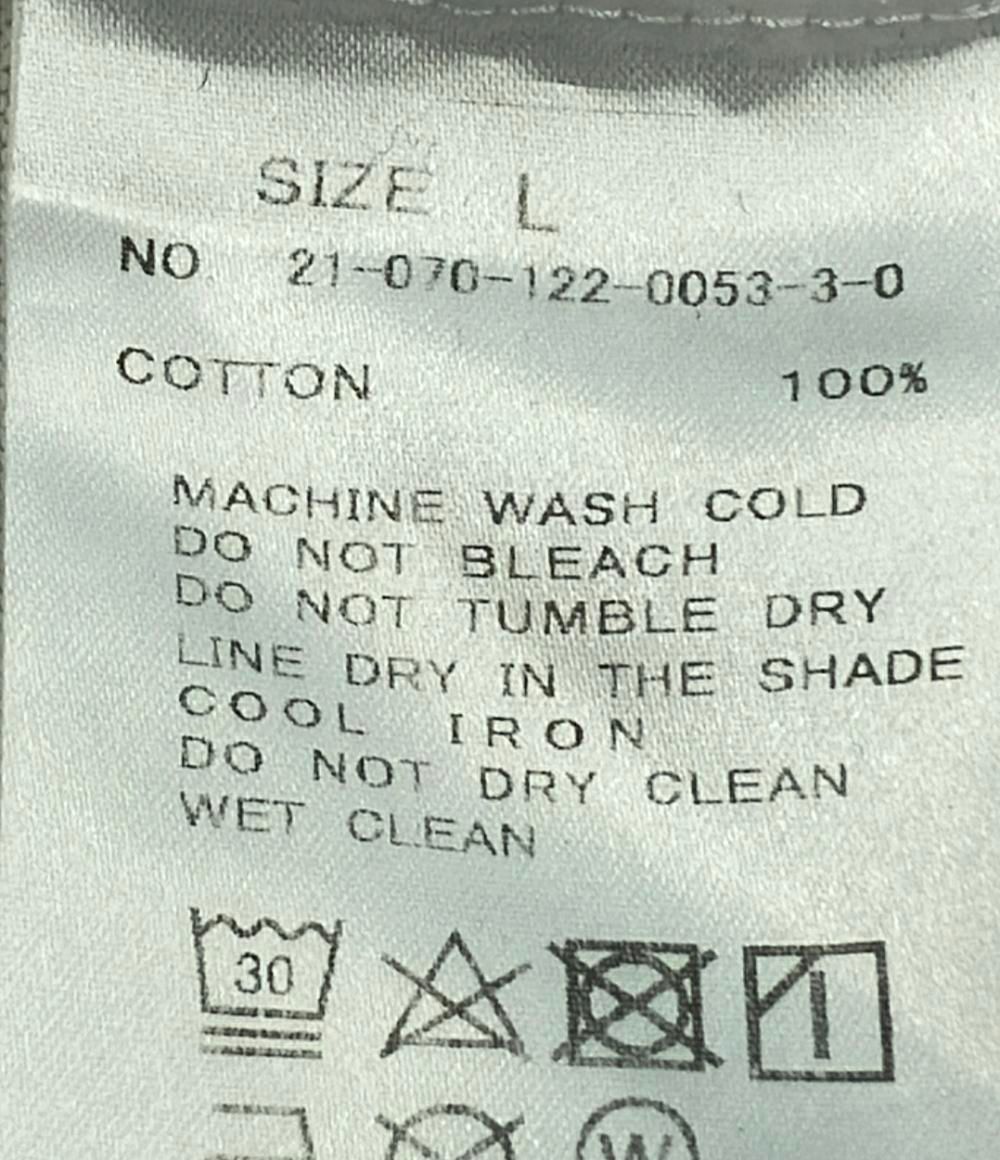 SIZE L
NO 21-070-122-0053-3-0
COTTON 100%
MACHINE WASH COLD
DO NOT BLEACH
DO NOT TUMBLE DRY
LINE DRY IN THE SHADE
COOL IRON
DO NOT DRY CLEAN
WET CLEAN
30
W